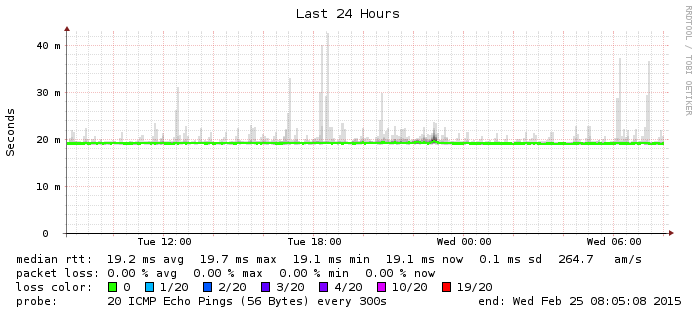 Last 24 Hours
RRDTOOL / TOBI OETIKER
Seconds
40 m
30 m
20 m
10 m
0
Tue 12:00 Tue 18:00 Wed 00:00 Wed 06:00
median rtt: 19.2 ms avg 19.7 ms max 19.1 ms min 19.1 ms now 0.1 ms sd 264.7 am/s
packet loss: 0.00 % avg 0.00 % max 0.00 % min 0.00 % now
loss color: 0 1/20 2/20 3/20 4/20 10/20 19/20
probe: 20 ICMP Echo Pings (56 Bytes) every 300s end: Wed Feb 25 08:05:08 2015